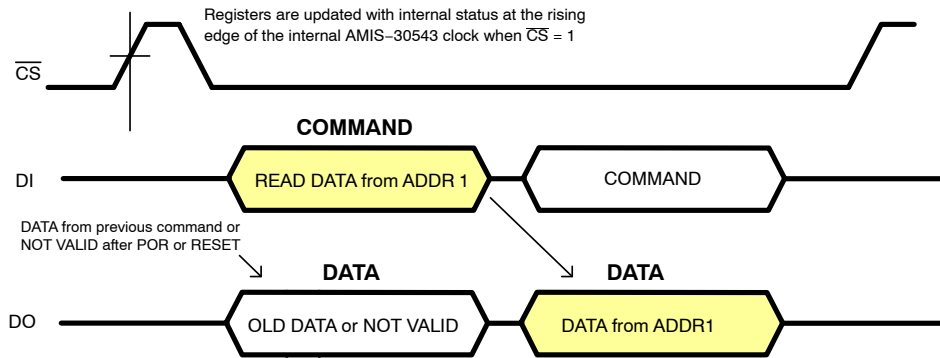 Registers are updated with internal status at the rising
edge of the internal AMIS−30543 clock when C̅S̅ = 1
C̅S̅
COMMAND
DI
READ DATA from ADDR 1
COMMAND
DATA from previous command or
NOT VALID after POR or RESET
DATA
DATA
DO
OLD DATA or NOT VALID
DATA from ADDR1